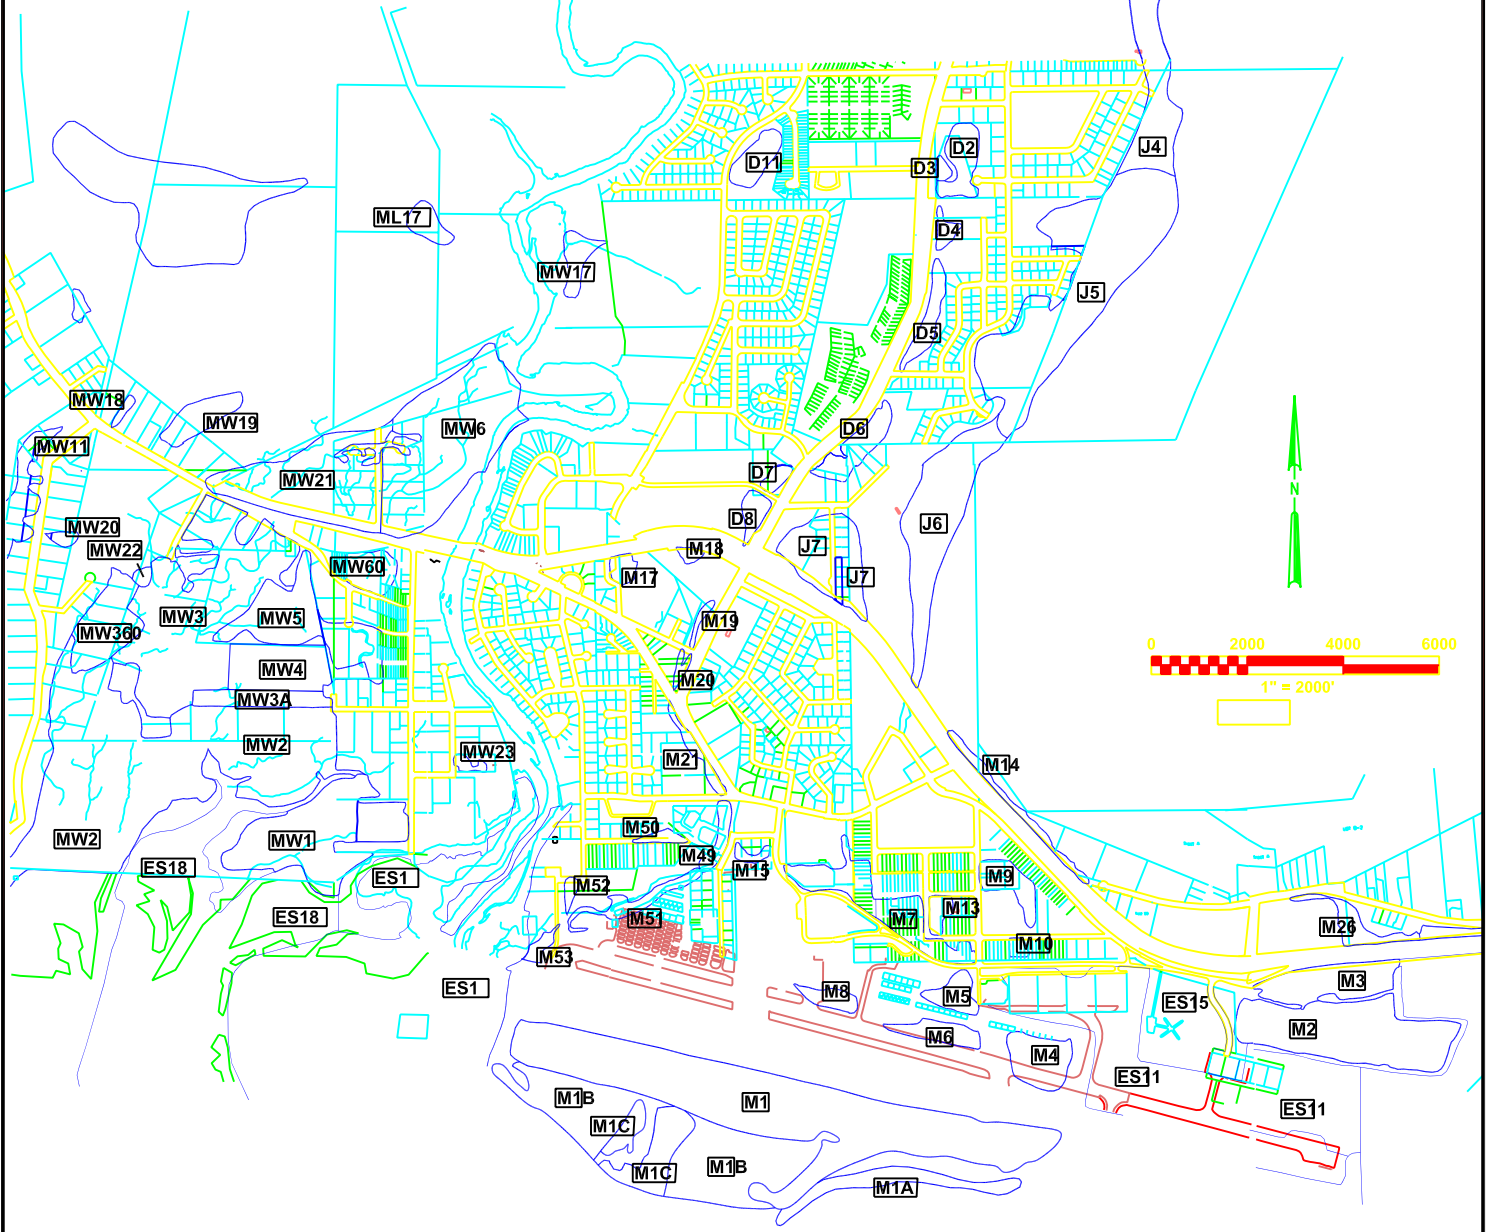 D2
J4
D11
D3
ML17
D4
MW17
J5
D5
MW18
MW19
MW6
D6
MW11
D7
MW21
D8
J6
N
MW20
MW22
M18
J7
MW60
M17
J7
MW3
MW5
M19
MW360
0 2000 4000 6000
MW4
M20
1" = 2000'
MW3A
MW2
MW23
M21
M14
M50
MW2
MW1
M49
ES18
M15
ES1
M9
M52
M13
ES18
M51
M7
M26
M10
M53
M3
ES1
M8
M5
ES15
M2
M6
M4
ES11
M1B
M1
ES11
M1C
M1B
M1C
M1A